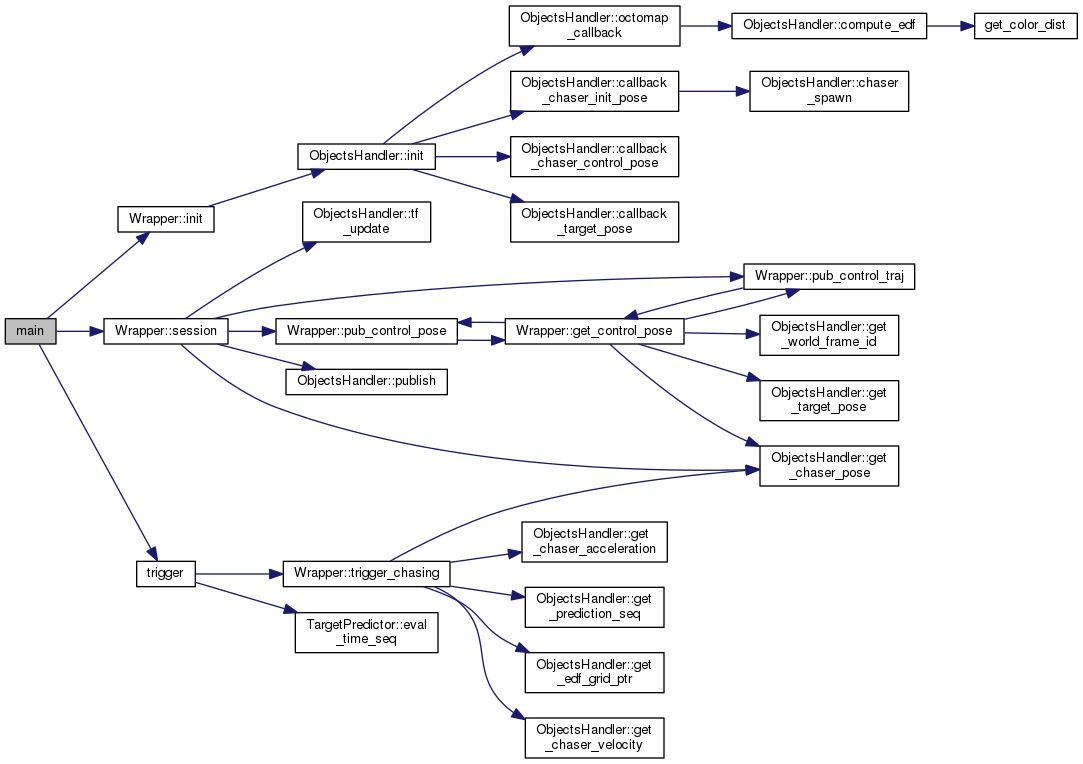 ObjectsHandler::octomap
_callback
ObjectsHandler::compute_edf
get_color_dist
ObjectsHandler::callback
_chaser_init_pose
ObjectsHandler::chaser
_spawn
ObjectsHandler::init
ObjectsHandler::callback
_chaser_control_pose
ObjectsHandler::callback
_target_pose
Wrapper::init
ObjectsHandler::tf
_update
Wrapper::pub_control_traj
main
Wrapper::session
Wrapper::pub_control_pose
Wrapper::get_control_pose
ObjectsHandler::get
_world_frame_id
ObjectsHandler::publish
ObjectsHandler::get
_target_pose
ObjectsHandler::get
_chaser_pose
trigger
Wrapper::trigger_chasing
ObjectsHandler::get
_chaser_acceleration
ObjectsHandler::get
_prediction_seq
TargetPredictor::eval
_time_seq
ObjectsHandler::get
_edf_grid_ptr
ObjectsHandler::get
_chaser_velocity